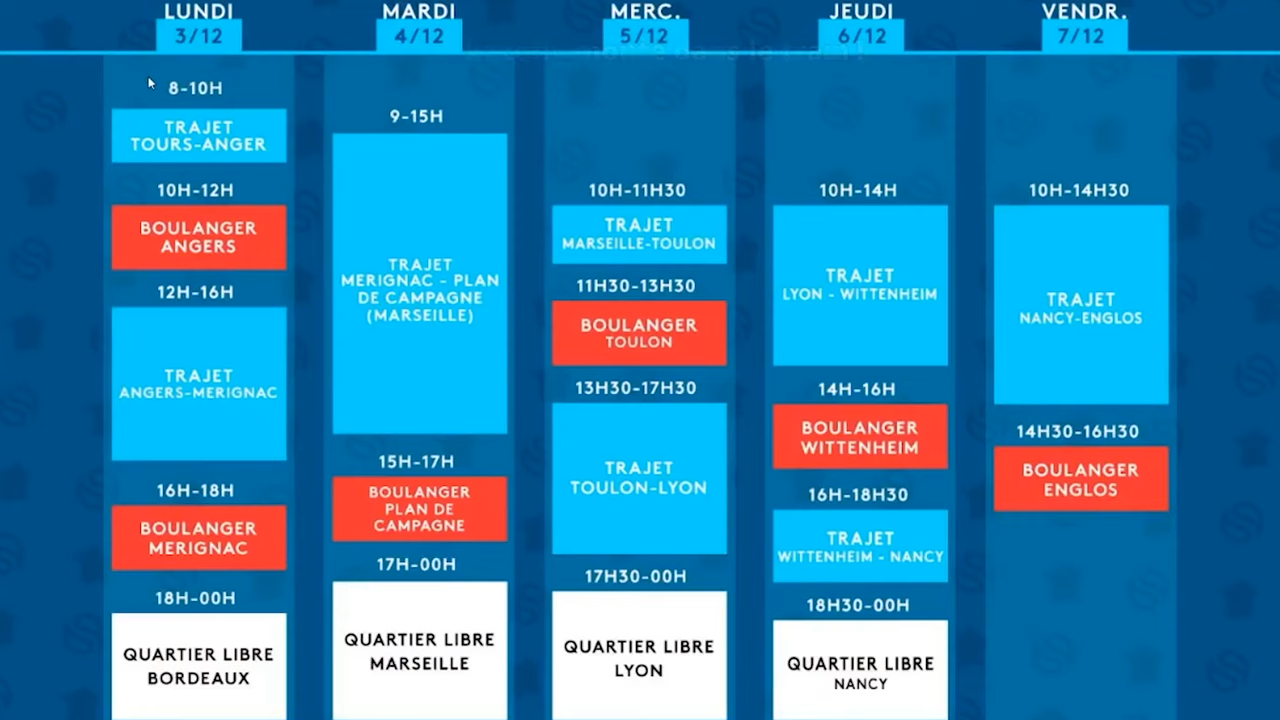 LUNDI
3/12
8-10H
TRAJET
TOURS-ANGER
10H-12H
BOULANGER
ANGERS
12H-16H
TRAJET
ANGERS-MERIGNAC
16H-18H
BOULANGER
MERIGNAC
18H-00H
QUARTIER LIBRE
BORDEAUX
MARDI
4/12
9-15H
TRAJET
MERIGNAC - PLAN
DE CAMPAGNE
(MARSEILLE)
15H-17H
BOULANGER
PLAN DE
CAMPAGNE
17H-00H
QUARTIER LIBRE
MARSEILLE
MERC.
5/12
10H-11H30
TRAJET
MARSEILLE-TOULON
11H30-13H30
BOULANGER
TOULON
13H30-17H30
TRAJET
TOULON-LYON
17H30-00H
QUARTIER LIBRE
LYON
JEUDI
6/12
10H-14H
TRAJET
LYON - WITTENHEIM
14H-16H
BOULANGER
WITTENHEIM
16H-18H30
TRAJET
WITTENHEIM - NANCY
18H30-00H
QUARTIER LIBRE
NANCY
VENDR.
7/12
10H-14H30
TRAJET
NANCY-ENGLOS
14H30-16H30
BOULANGER
ENGLOS